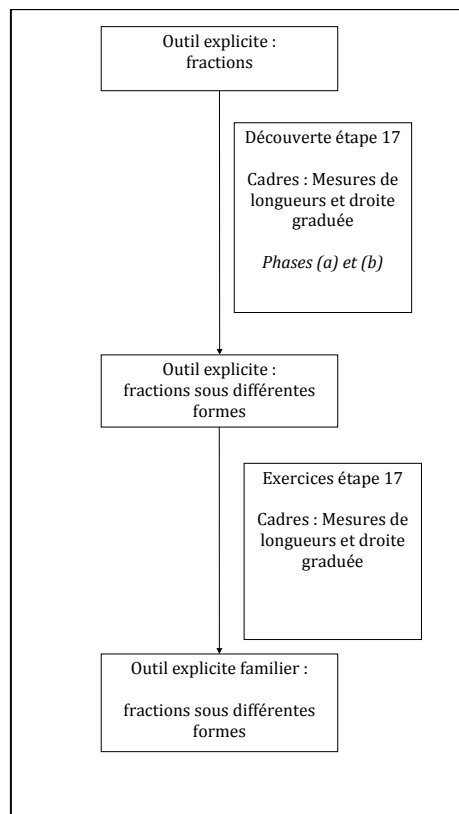 Outil explicite :
fractions
Découverte étape 17
Cadres : Mesures de
longueurs et droite
graduée
Phases (a) et (b)
Outil explicite :
fractions sous différentes
formes
Exercices étape 17
Cadres : Mesures de
longueurs et droite
graduée
Outil explicite familier :
fractions sous différentes
formes